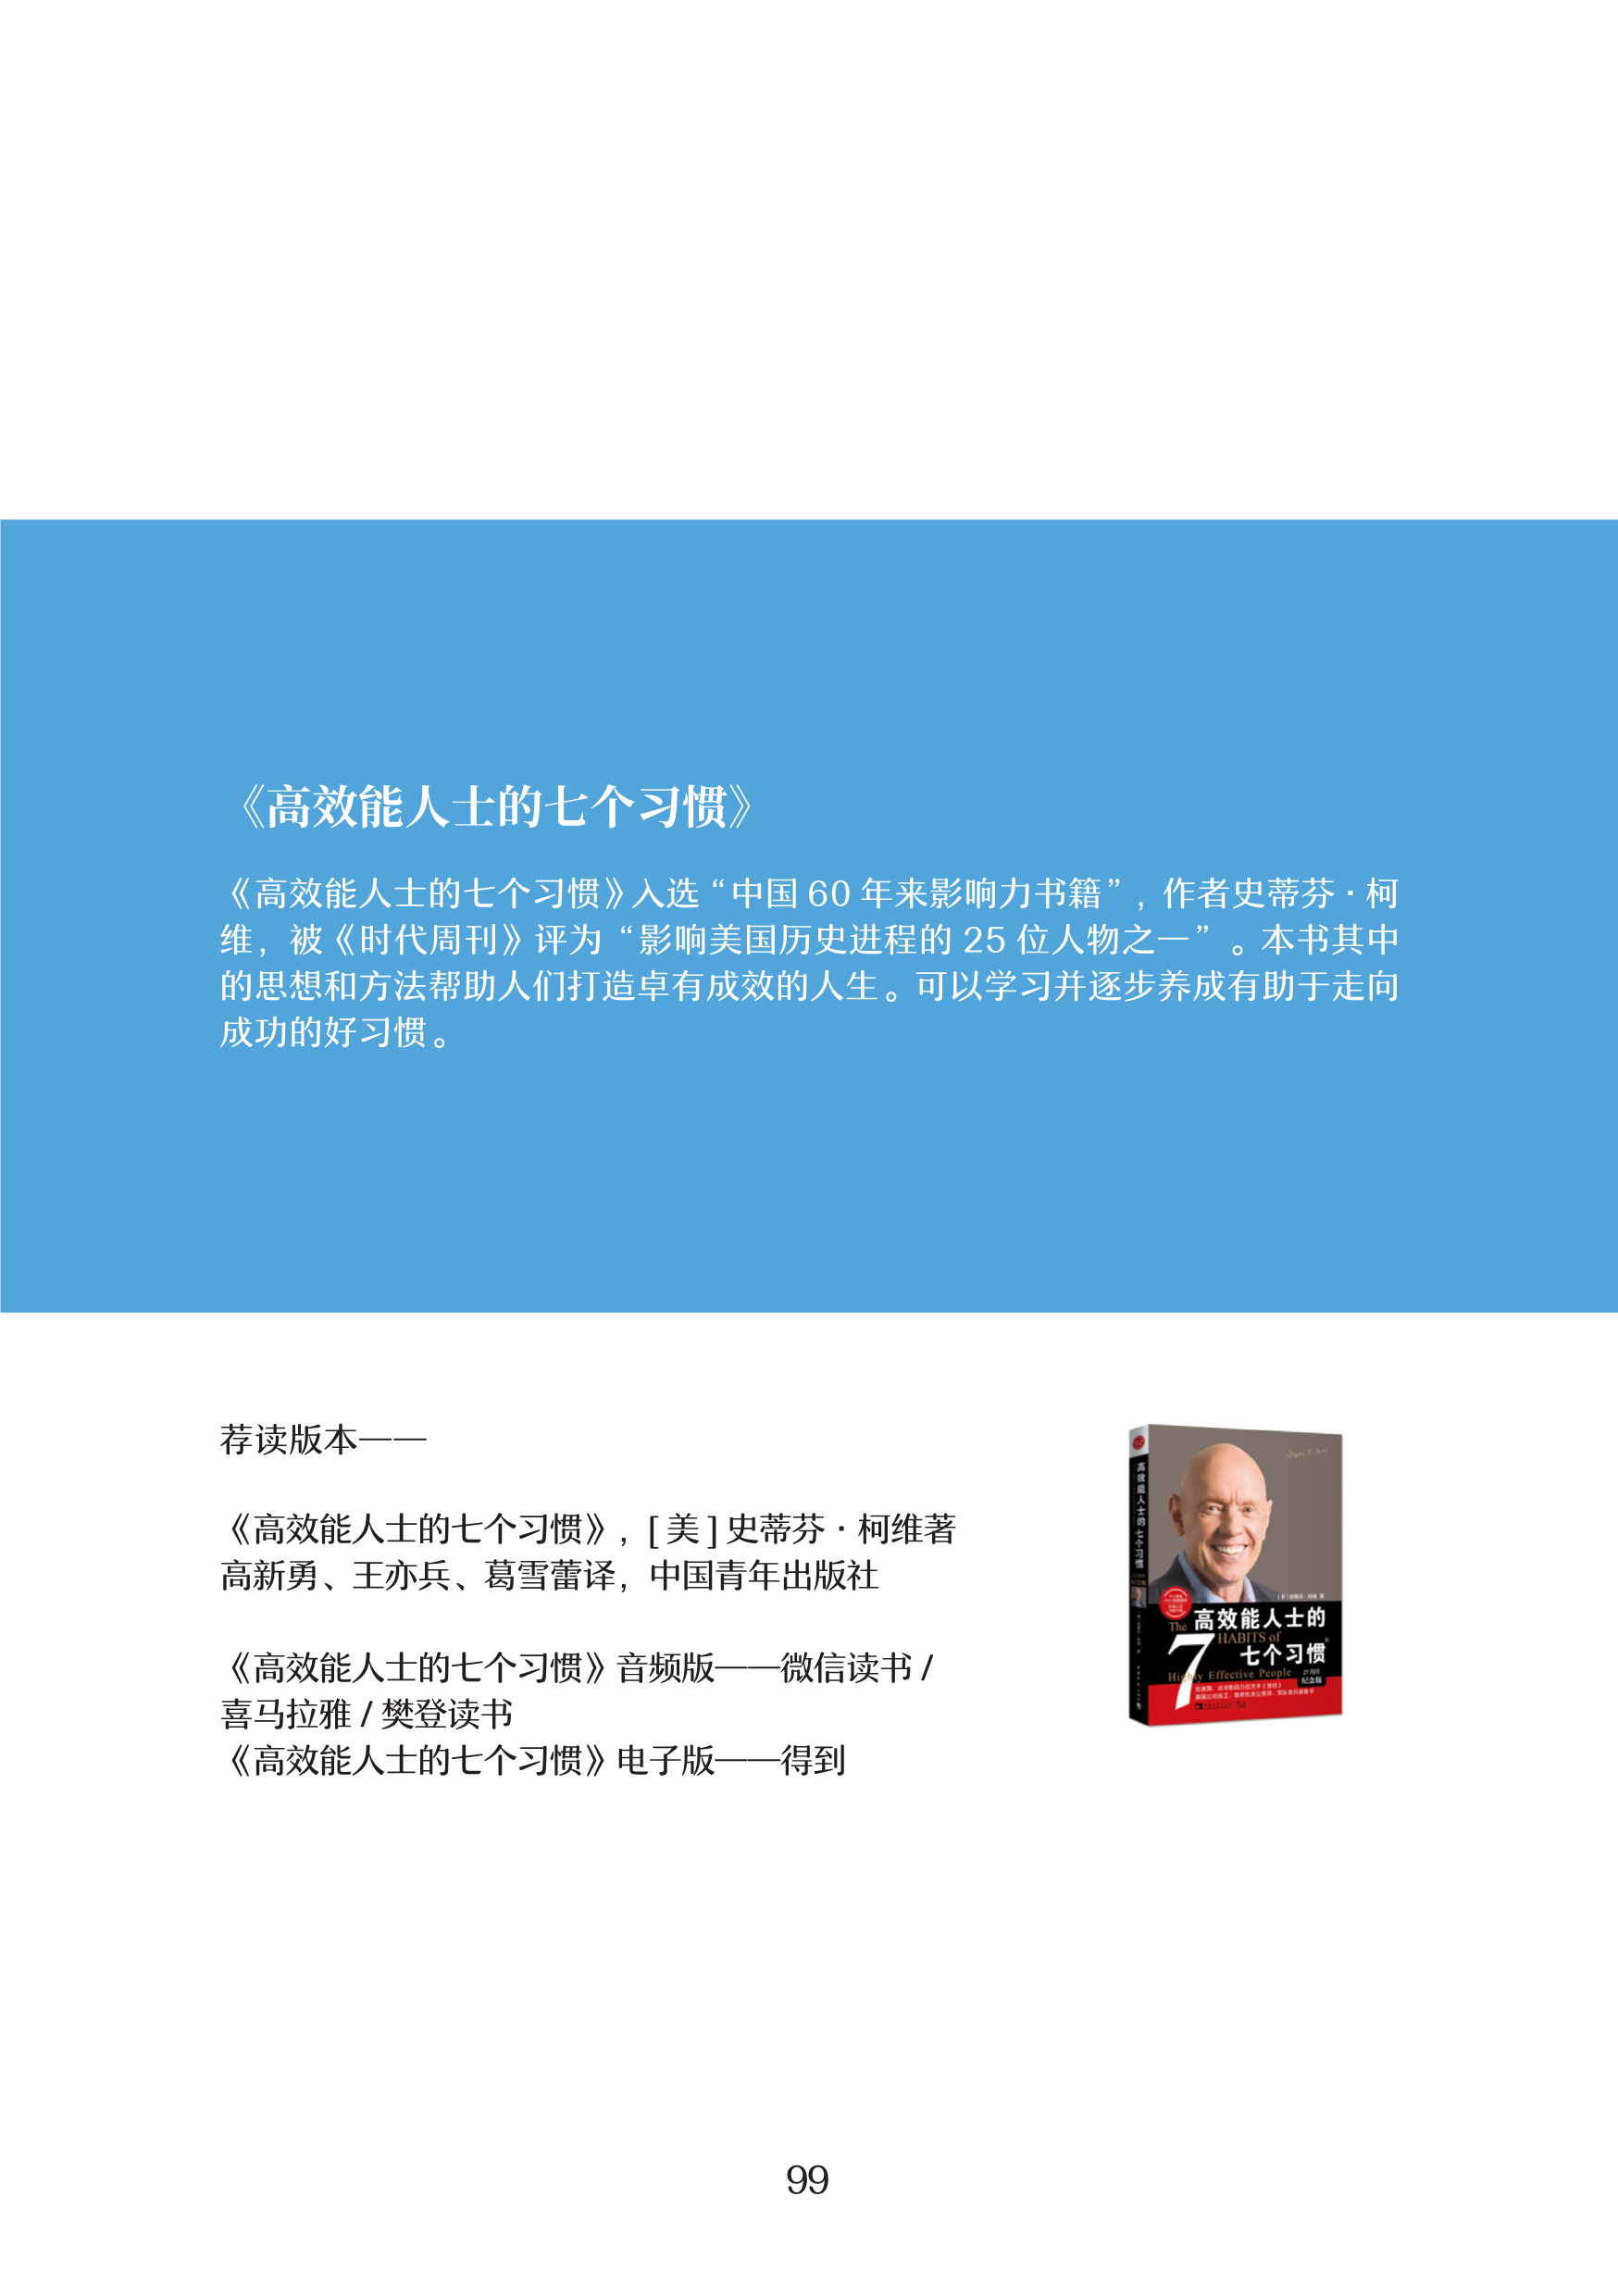 《高效能人士的七个习惯》
《高效能人士的七个习惯》入选“中国 60 年来影响力书籍”，作者史蒂芬·柯
维，被《时代周刊》评为“影响美国历史进程的 25 位人物之一”。本书其中
的思想和方法帮助人们打造卓有成效的人生。可以学习并逐步养成有助于走向
成功的好习惯。
荐读版本——
《高效能人士的七个习惯》，[ 美 ] 史蒂芬·柯维著
高新勇、王亦兵、葛雪蕾译，中国青年出版社
《高效能人士的七个习惯》音频版——微信读书 /
喜马拉雅 / 樊登读书
《高效能人士的七个习惯》电子版——得到
高效能人士的七个习惯
高效能人士的
The
7
HABITS of
七个习惯
Highly Effective People
纪念版
99